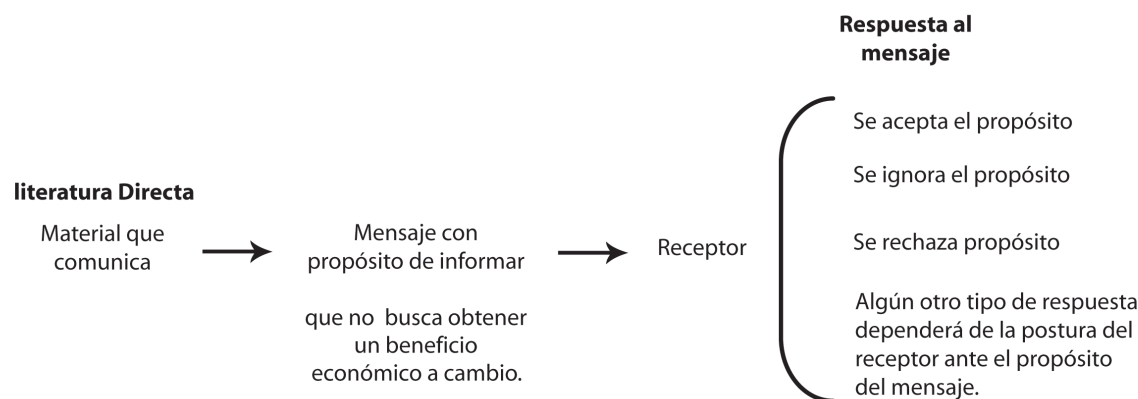 literatura Directa
Material que
comunica
Mensaje con
propósito de informar
que no busca obtener
un beneficio
económico a cambio.
Receptor
Respuesta al
mensaje
Se acepta el propósito
Se ignora el propósito
Se rechaza propósito
Algún otro tipo de respuesta
dependerá de la postura del
receptor ante el propósito
del mensaje.